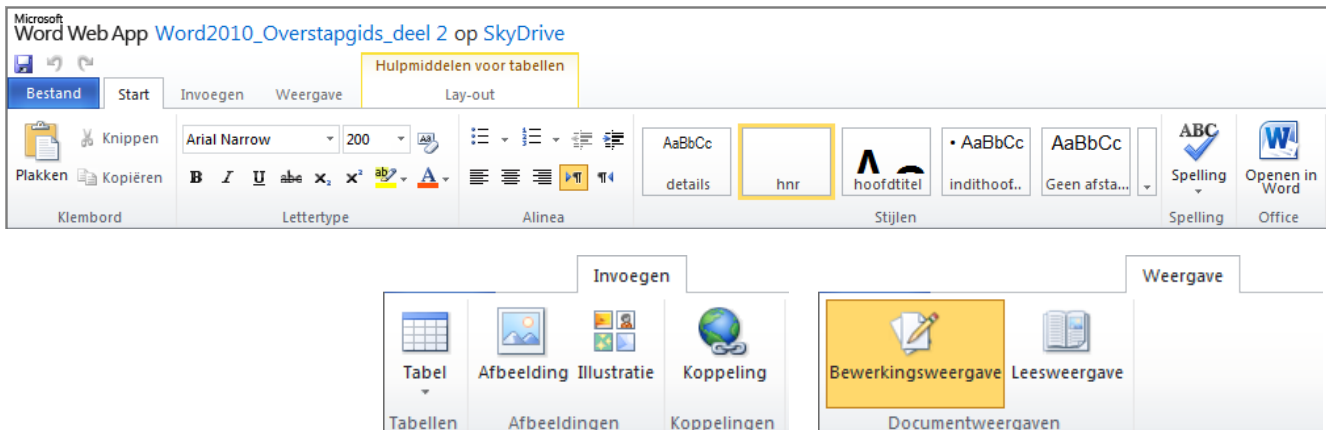 Microsoft
Word Web App Word2010_Overstapgids_deel 2 op SkyDrive
Hulpmiddelen voor tabellen
Bestand Start Invoegen Weergave Lay-out
Plakken Knippen Kopiëren
Klembord
Arial Narrow 200
B I U abc x₂ x² ab A
Lettertype
Alinea
AaBbCc details
hnr
hoofdtitel
• AaBbCc indithoof..
AaBbCc Geen afsta...
Stijlen
ABC Spelling
Spelling
Openen in Word
Office
Invoegen
Tabel Afbeelding Illustratie Koppeling
Tabellen Afbeeldingen Koppelingen
Weergave
Bewerkingsweergave Leesweergave
Documentweergaven